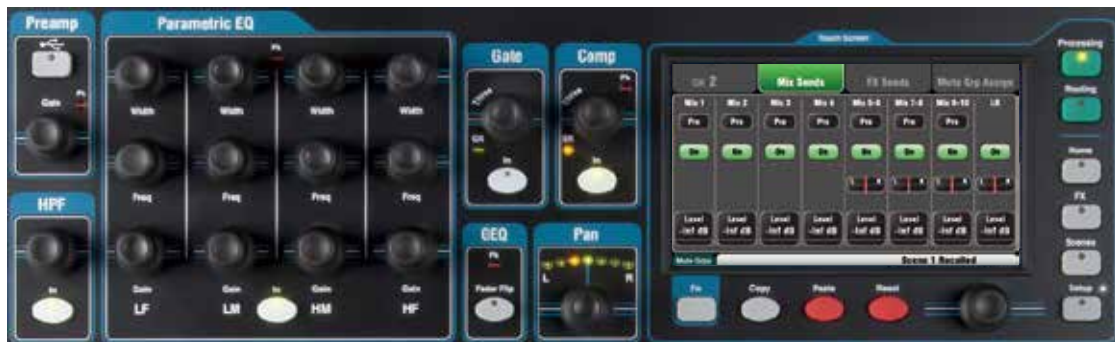 Preamp
Gain
Pk
HPF
In
Parametric EQ
Pk
Width Width Width Width
Freq Freq Freq Freq
Gain Gain In Gain Gain
LF LM HM HF
Gate
Thresh
GR
In
Comp
Thresh
Pk
GR
In
GEQ
Pk
Fader Flip
Pan
L R
Touch Screen
CH 2 Mix Sends FX Sends Mute Grp Assign
Mix 1 Mix 2 Mix 3 Mix 4 Mix 5-6 Mix 7-8 Mix 9-10 LR
Pre Pre Pre Pre Pre Pre Pre
On On On On On On On On
L R L R L R L R
Level Level Level Level Level Level Level Level
-Inf dB -Inf dB -Inf dB -Inf dB -Inf dB -Inf dB -Inf dB -Inf dB
Scene 1 Recalled
Fn Copy Paste Reset
Processing
Routing
Home
FX
Scenes
Setup